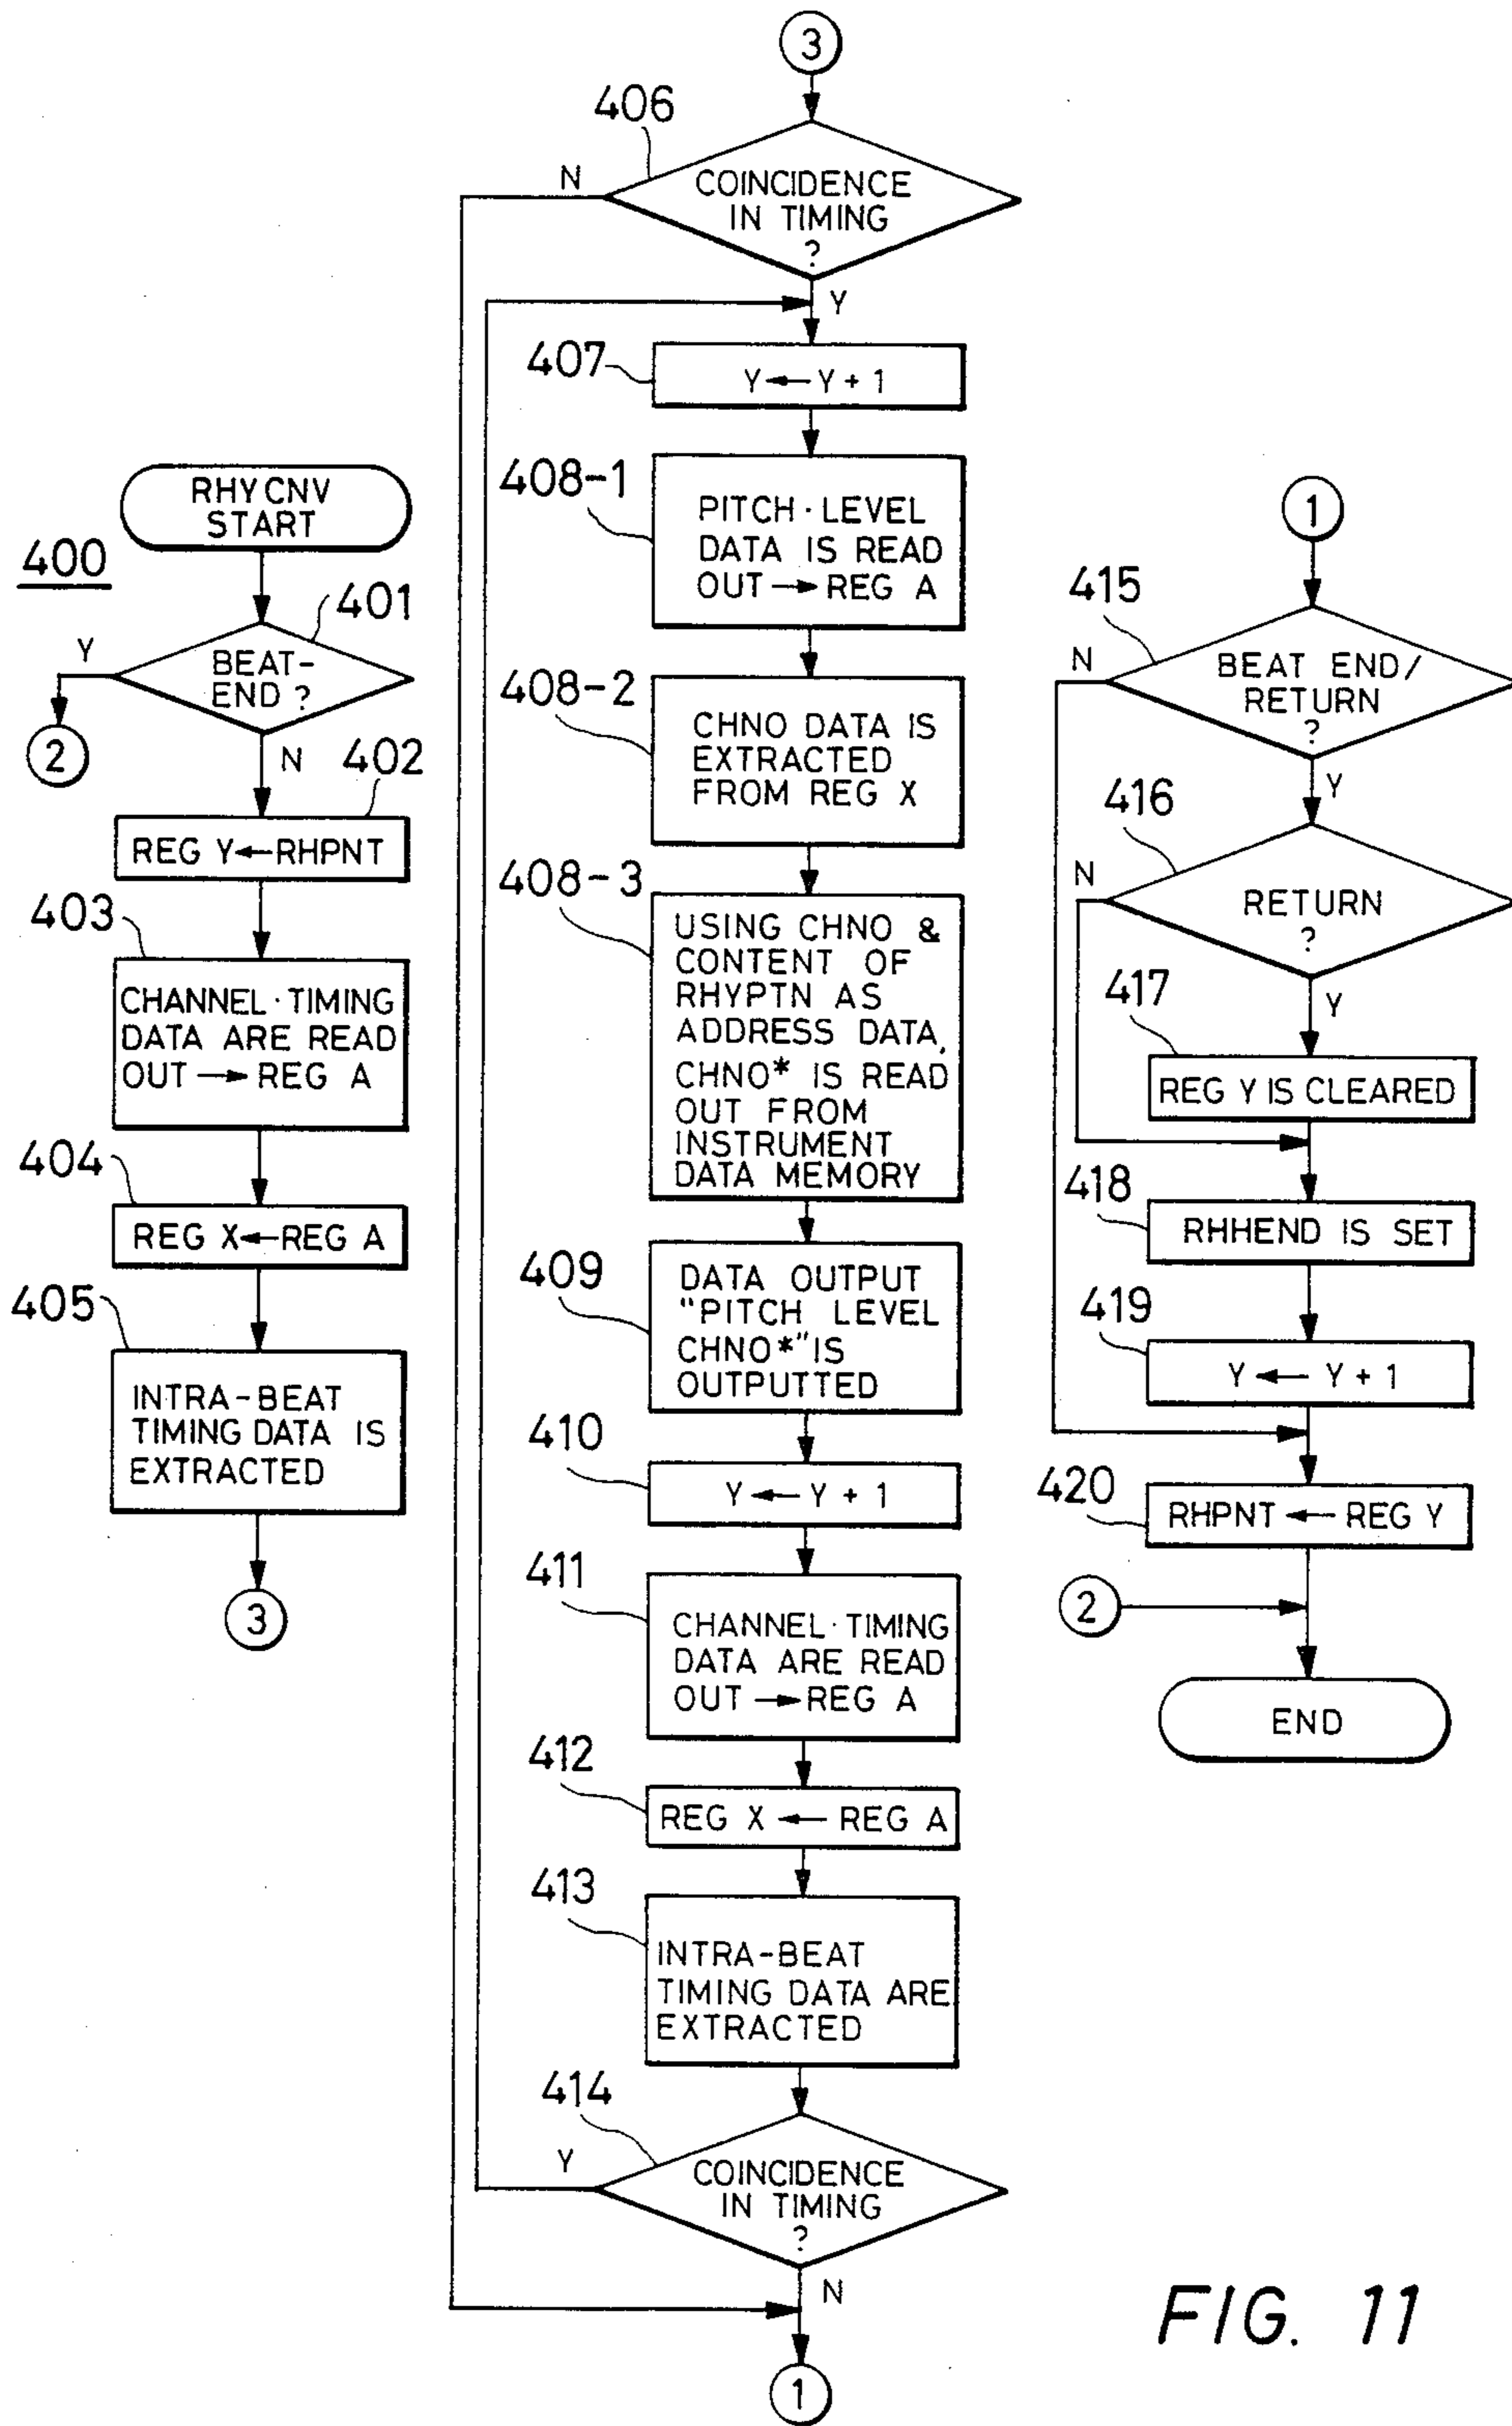 400
RHYCNV
START
401
BEAT-
END ?
Y
N
2
402
REG Y←RHPNT
403
CHANNEL·TIMING
DATA ARE READ
OUT → REG A
404
REG X←REG A
405
INTRA-BEAT
TIMING DATA IS
EXTRACTED
3
3
406
COINCIDENCE
IN TIMING
?
N
Y
407
Y ← Y + 1
408-1
PITCH·LEVEL
DATA IS READ
OUT → REG A
408-2
CHNO DATA IS
EXTRACTED
FROM REG X
408-3
USING CHNO &
CONTENT OF
RHYPTN AS
ADDRESS DATA,
CHNO* IS READ
OUT FROM
INSTRUMENT
DATA MEMORY
409
DATA OUTPUT
"PITCH LEVEL
CHNO*" IS
OUTPUTTED
410
Y ← Y + 1
411
CHANNEL·TIMING
DATA ARE READ
OUT → REG A
412
REG X ← REG A
413
INTRA-BEAT
TIMING DATA ARE
EXTRACTED
414
COINCIDENCE
IN TIMING
?
Y
N
1
1
415
BEAT END/
RETURN
?
N
Y
416
RETURN
?
N
Y
417
REG Y IS CLEARED
418
RHHEND IS SET
419
Y ← Y + 1
420
RHPNT ← REG Y
2
END
FIG. 11